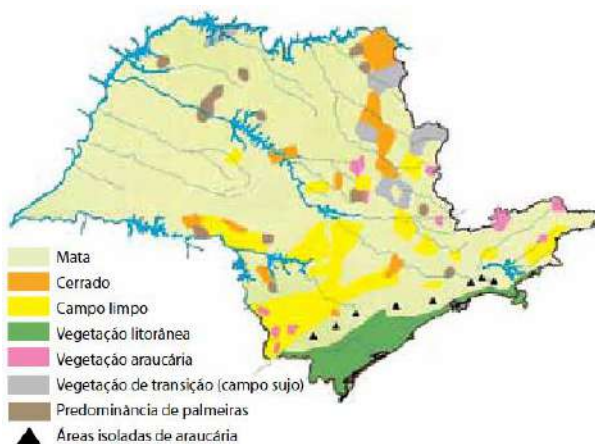 Mata
Cerrado
Campo limpo
Vegetação litorânea
Vegetação araucária
Vegetação de transição (campo sujo)
Predominância de palmeiras
Áreas isoladas de araucária